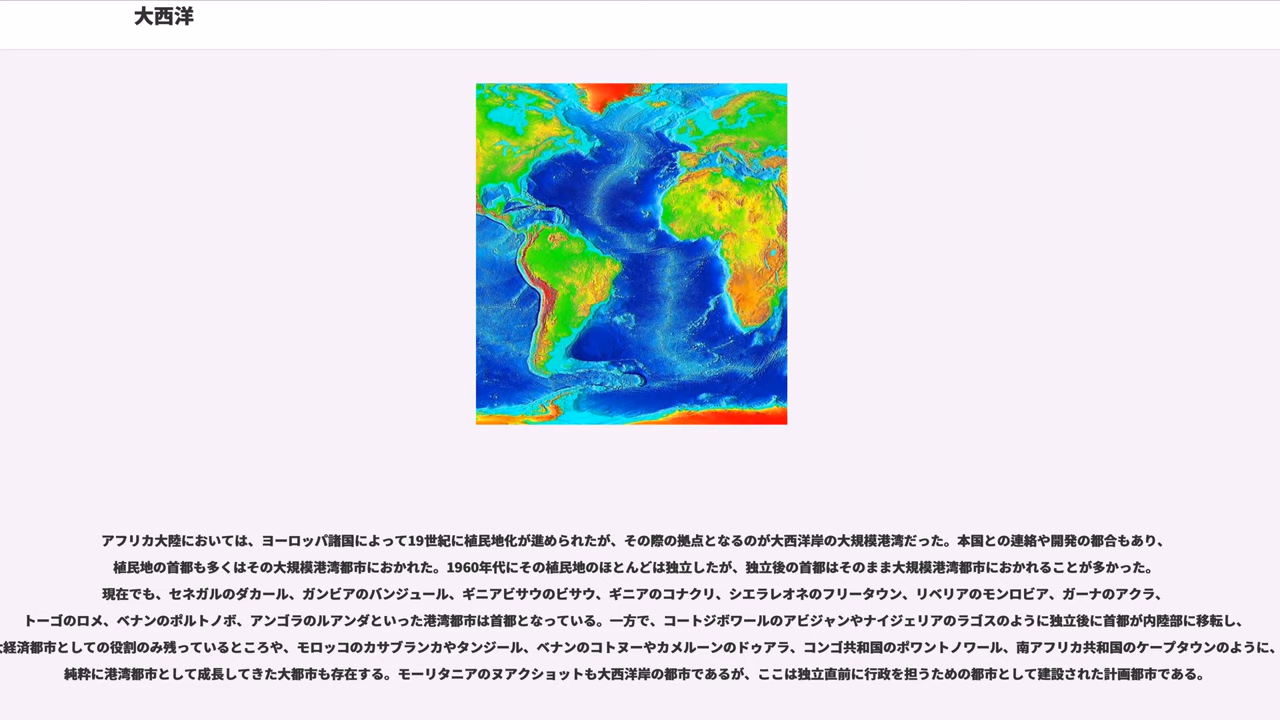 大西洋
アフリカ大陸においては、ヨーロッパ諸国によって19世紀に植民地化が進められたが、その際の拠点となるのが大西洋岸の大規模港湾だった。本国との連絡や開発の都合もあり、
植民地の首都も多くはその大規模港湾都市におかれた。1960年代にその植民地のほとんどは独立したが、独立後の首都はそのまま大規模港湾都市におかれることが多かった。
現在でも、セネガルのダカール、ガンビアのバンジュール、ギニアビサウのビサウ、ギニアのコナクリ、シエラレオネのフリータウン、リベリアのモンロビア、ガーナのアクラ、
トーゴのロメ、ベナンのポルトノボ、アンゴラのルアンダといった港湾都市は首都となっている。一方で、コートジボワールのアビジャンやナイジェリアのラゴスのように独立後に首都が内陸部に移転し、
経済都市としての役割のみ残っているところや、モロッコのカサブランカやタンジール、ベナンのコトヌーやカメルーンのドゥアラ、コンゴ共和国のポワントノワール、南アフリカ共和国のケープタウンのように、
純粋に港湾都市として成長してきた大都市も存在する。モーリタニアのヌアクショットも大西洋岸の都市であるが、ここは独立直前に行政を担うための都市として建設された計画都市である。